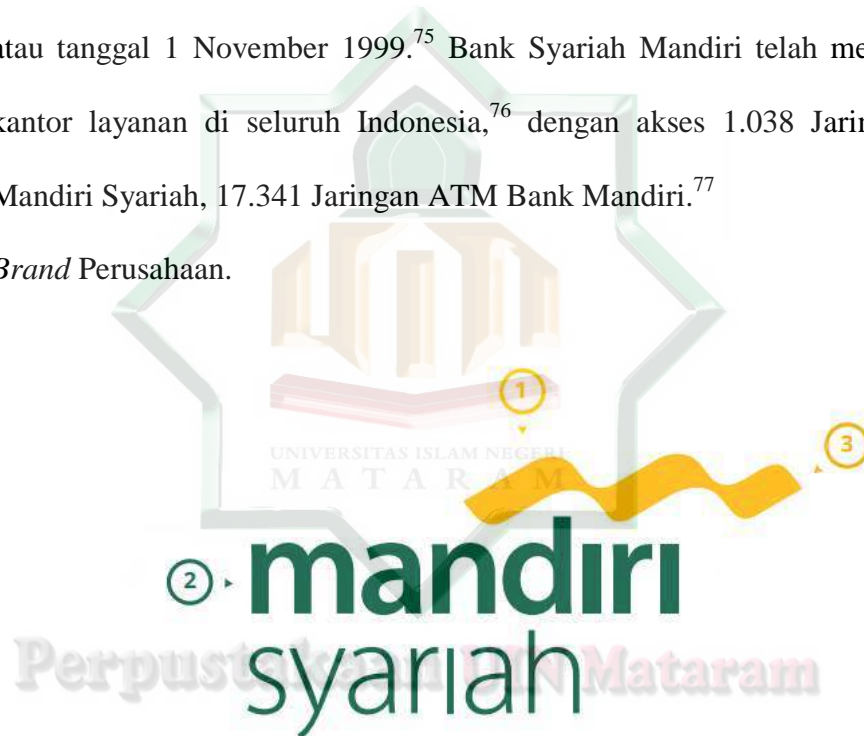 atau tanggal 1 November 1999.75 Bank Syariah Mandiri telah
kantor layanan di seluruh Indonesia,76 dengan akses 1.038
Mandiri Syariah, 17.341 Jaringan ATM Bank Mandiri.77
Brand Perusahaan.
1
3
UNIVERSITAS ISLAM NEGERI
MATARAM
2
mandiri
syariah
Perpustakaan UIN Mataram